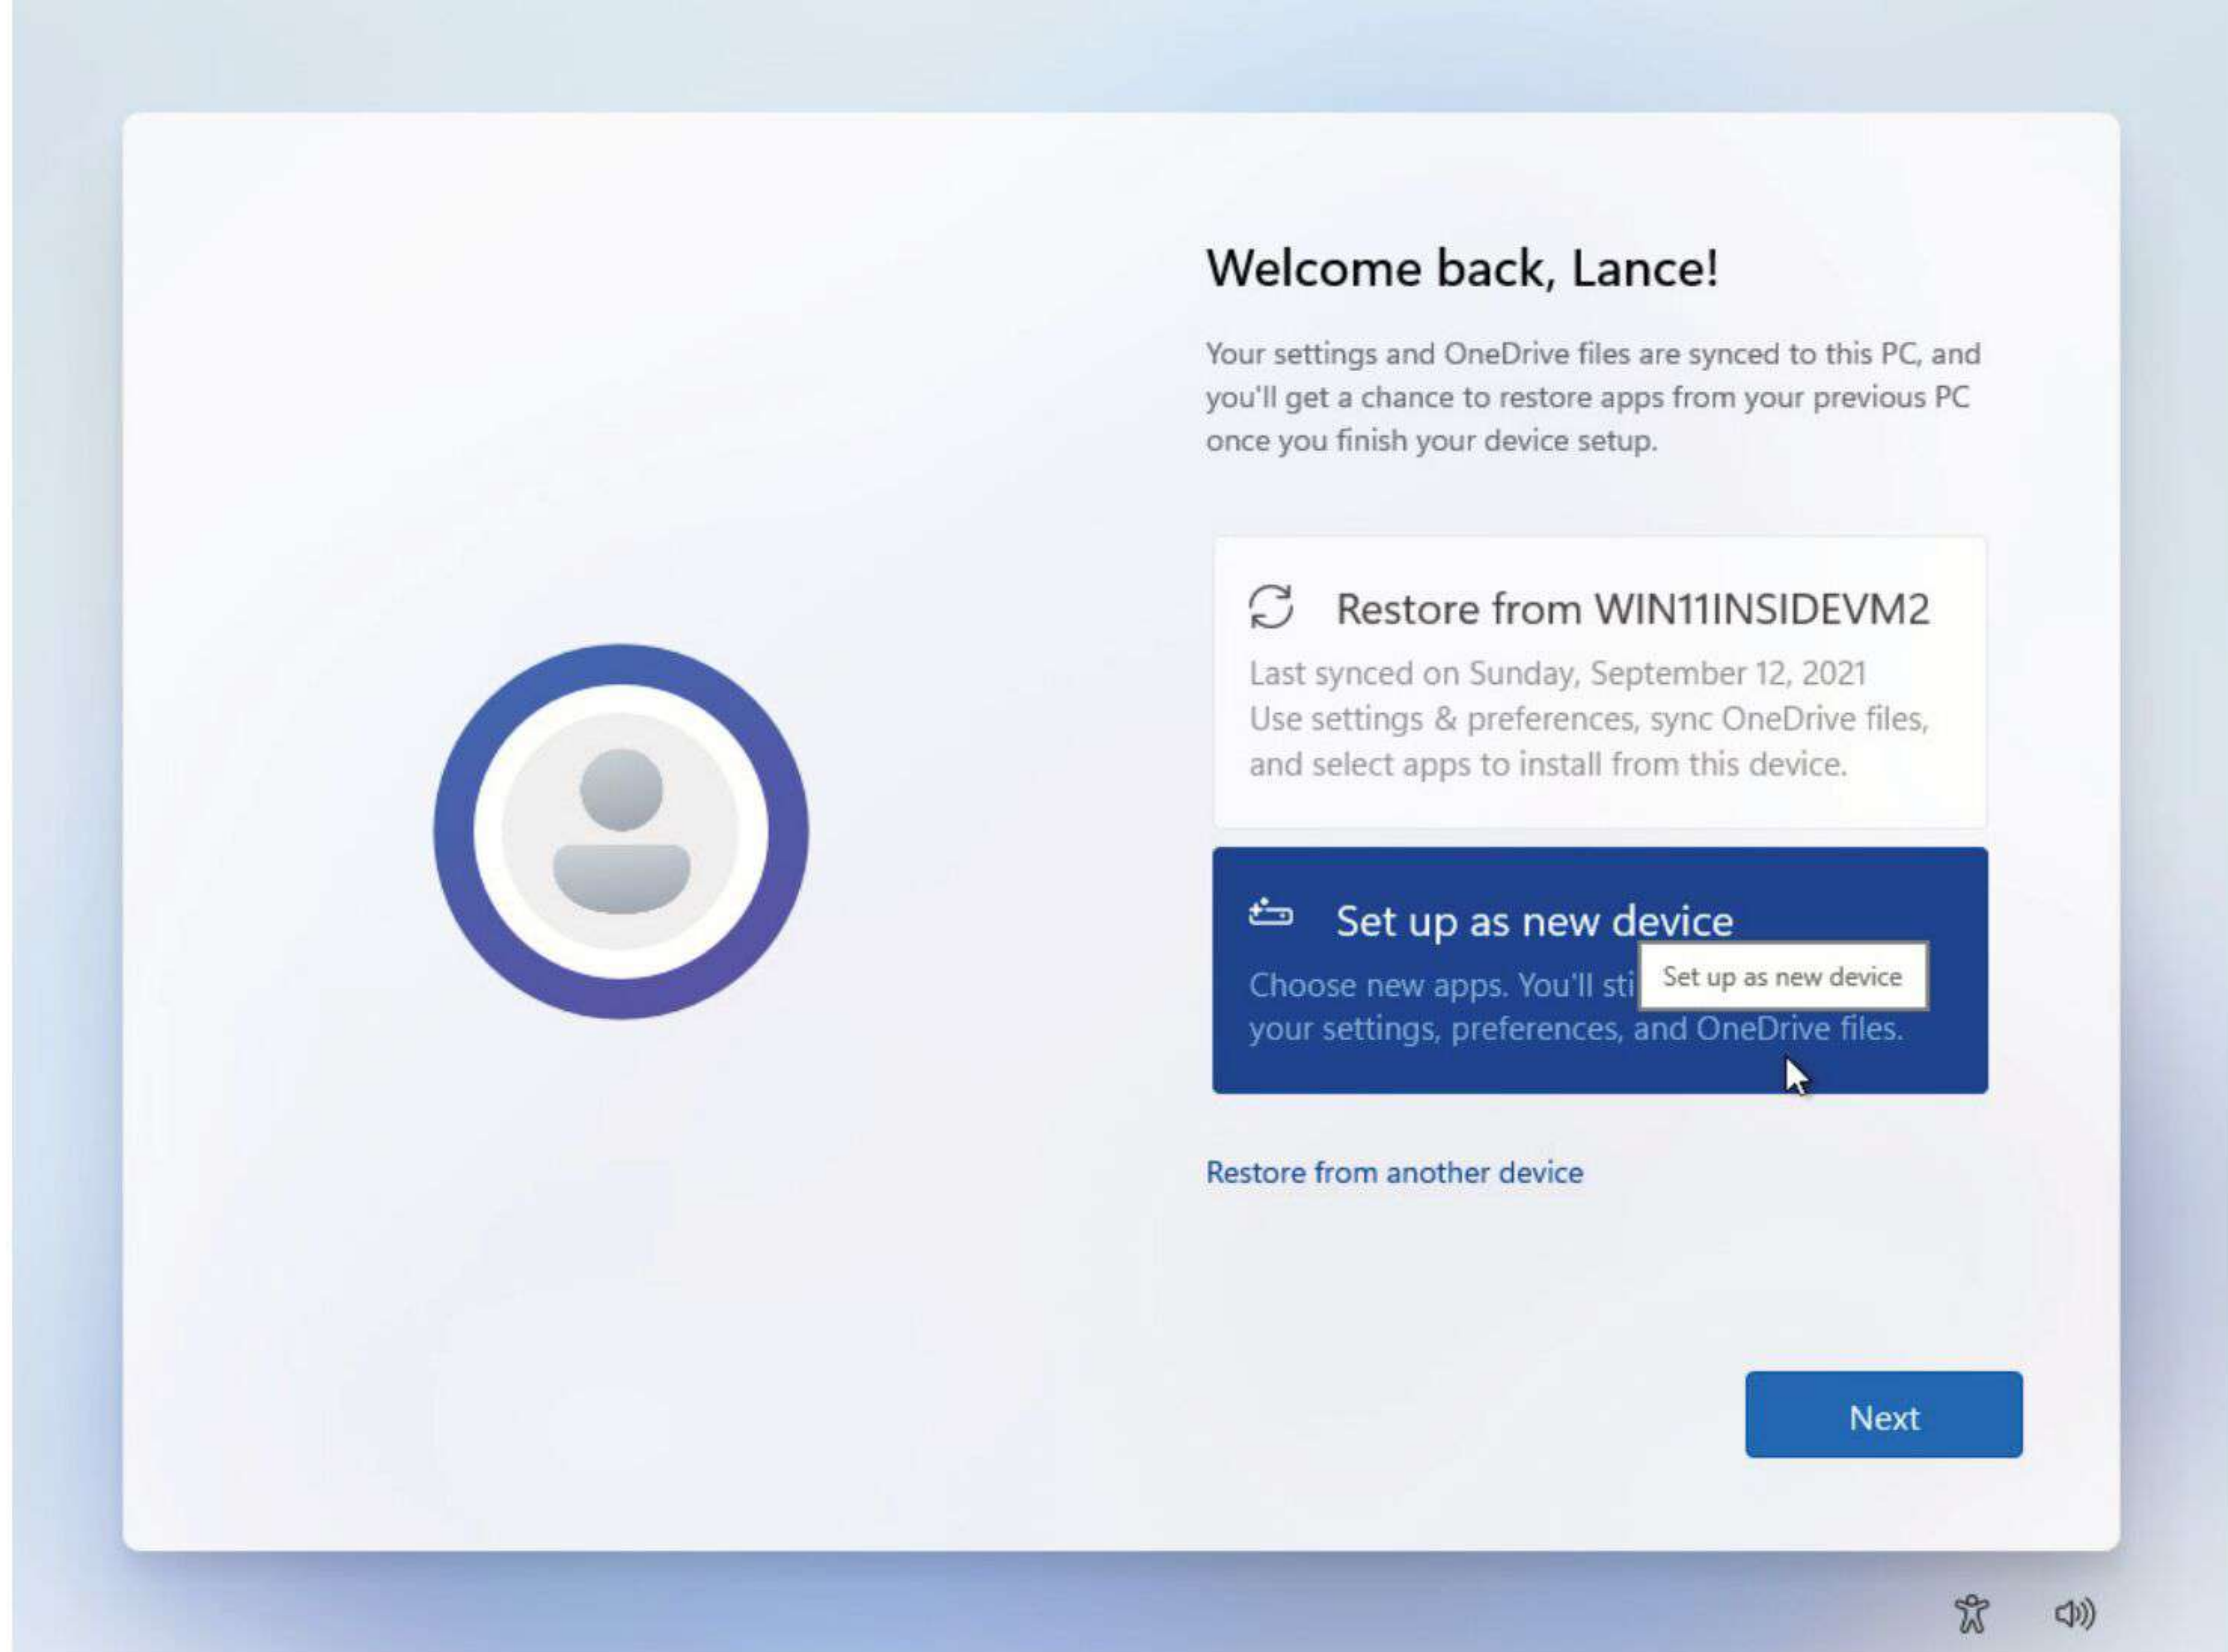 Welcome back, Lance!
Your settings and OneDrive files are synced to this PC, and
you'll get a chance to restore apps from your previous PC
once you finish your device setup.
Restore from WIN11INSIDEVM2
Last synced on Sunday, September 12, 2021
Use settings & preferences, sync OneDrive files,
and select apps to install from this device.
Set up as new device
Choose new apps. You'll
Set up as new device
your settings, preferences, and OneDrive files.
Restore from another device
Next